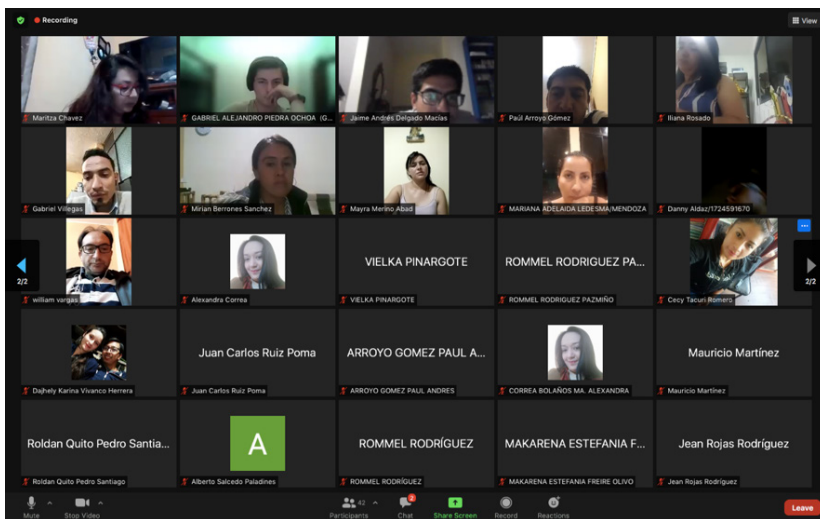 Recording
View
Maritza Chavez
GABRIEL ALEJANDRO PIEDRA OCHOA (G...
Jaime Andrés Delgado Macías
Paúl Arroyo Gómez
Iliana Rosado
Gabriel Villegas
Mirian Berrones Sanchez
Mayra Merino Abad
MARIANA ADELAIDA LEDESMA/MENDOZA
Danny Aldaz/1724591670
2/2
william vargas
Alexandra Correa
VIELKA PINARGOTE
VIELKA PINARGOTE
ROMMEL RODRIGUEZ PA...
ROMMEL RODRIGUEZ PAZMIÑO
Cecy Tacuri Romero
...
2/2
Dajhely Karina Vivanco Herrera
Juan Carlos Ruiz Poma
Juan Carlos Ruiz Poma
ARROYO GOMEZ PAUL A...
ARROYO GOMEZ PAUL ANDRES
CORREA BOLAÑOS MA. ALEXANDRA
Mauricio Martínez
Mauricio Martínez
Roldan Quito Pedro Santia...
Roldan Quito Pedro Santiago
A
Alberto Salcedo Paladines
ROMMEL RODRÍGUEZ
ROMMEL RODRÍGUEZ
MAKARENA ESTEFANIA F...
MAKARENA ESTEFANIA FREIRE OLIVO
Jean Rojas Rodríguez
Jean Rojas Rodríguez
Mute
Stop Video
Participants
42
Chat
2
Share Screen
Record
Reactions
Leave